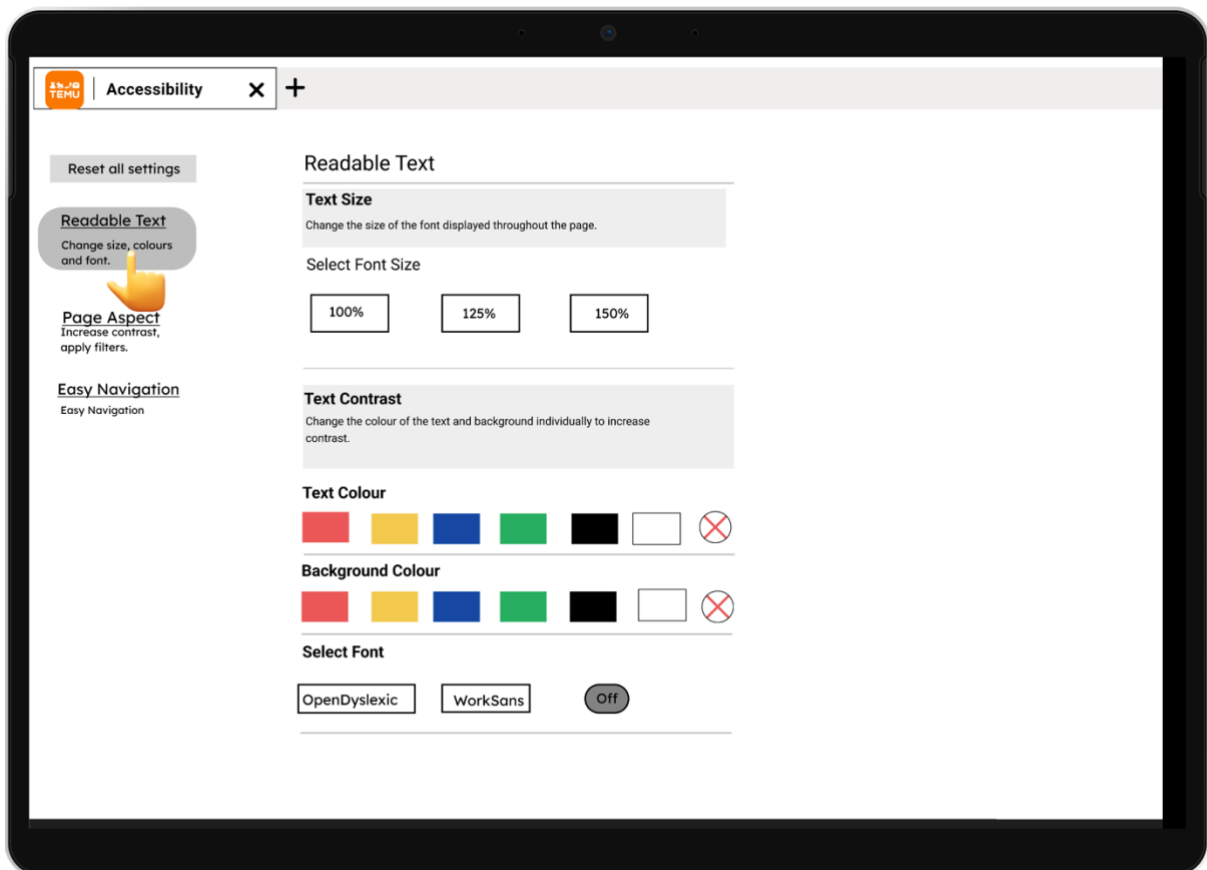 TEMU
Accessibility
Reset all settings
Readable Text
Change size, colours
and font.
Page Aspect
Increase contrast,
apply filters.
Easy Navigation
Easy Navigation
Readable Text
Text Size
Change the size of the font displayed throughout the page.
Select Font Size
100% 125% 150%
Text Contrast
Change the colour of the text and background individually to increase
contrast.
Text Colour
Background Colour
Select Font
OpenDyslexic WorkSans Off